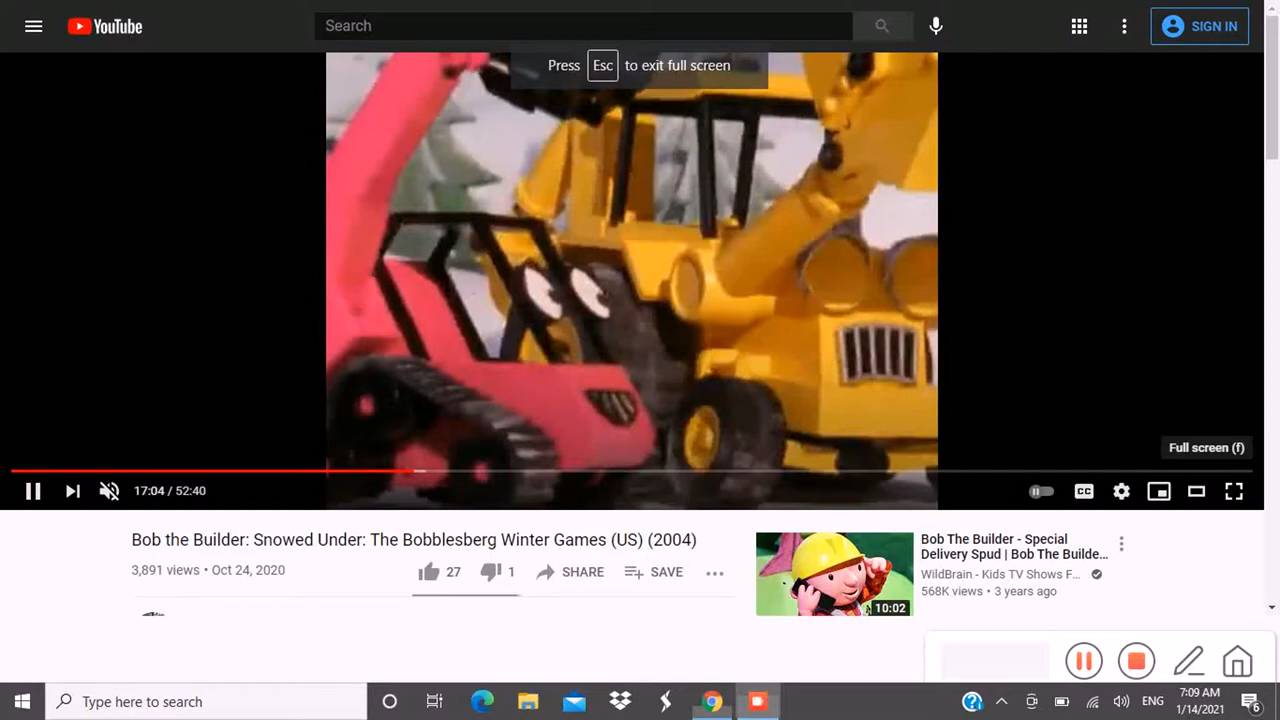 YouTube
Search
SIGN IN
Press Esc to exit full screen
Full screen (f)
17:04 / 52:40
CC
Bob the Builder: Snowed Under: The Bobblesberg Winter Games (US) (2004)
3,891 views • Oct 24, 2020
27
1
SHARE
SAVE
10:02
Bob The Builder - Special
Delivery Spud | Bob The Builde...
WildBrain - Kids TV Shows F...
568K views • 3 years ago
Type here to search
ENG
7:09 AM
1/14/2021
6